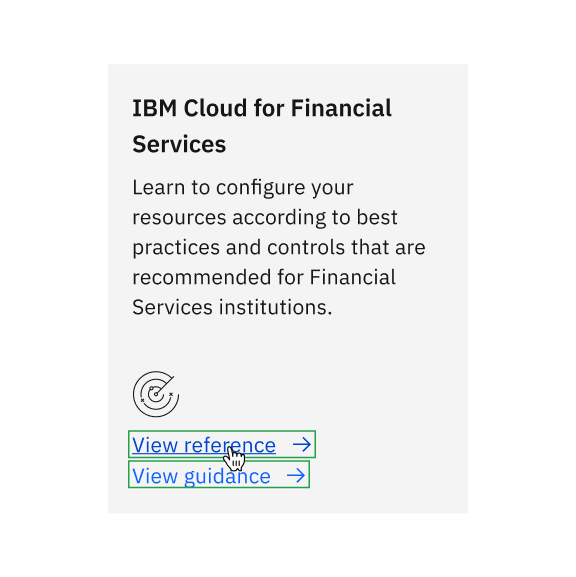 IBM Cloud for Financial
Services
Learn to configure your
resources according to best
practices and controls that are
recommended for Financial
Services institutions.
View reference
View guidance